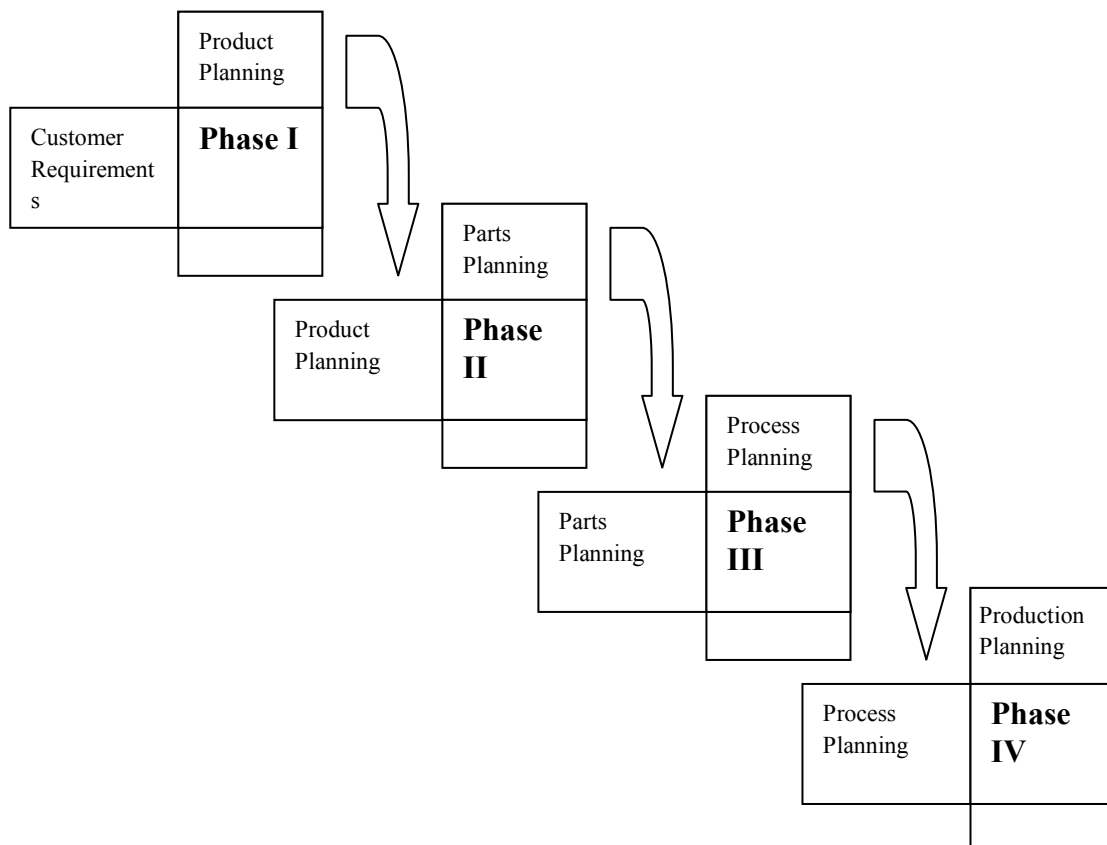 Product
Planning
Customer
Requirement
s
Phase I
Parts
Planning
Product
Planning
Phase
II
Process
Planning
Parts
Planning
Phase
III
Production
Planning
Process
Planning
Phase
IV